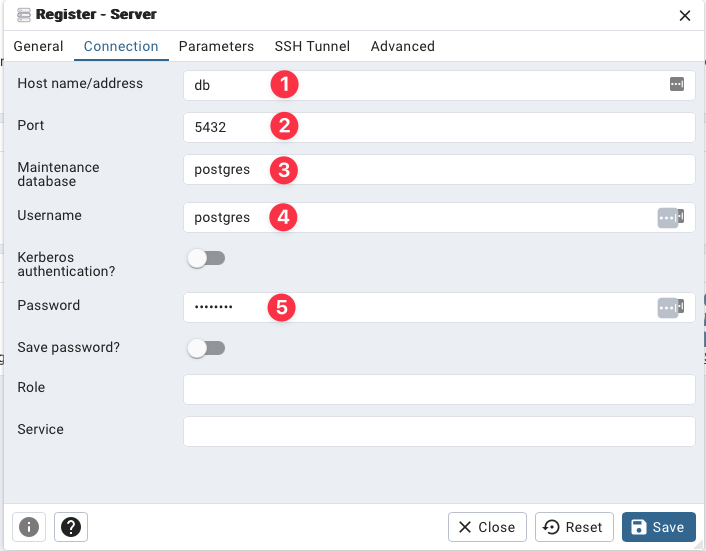 Register - Server
General Connection Parameters SSH Tunnel Advanced
Host name/address db 1
Port 5432 2
Maintenance
database
postgres 3
Username postgres 4
Kerberos
authentication?
Password •••••••• 5
Save password?
Role
Service
i ? Close Reset Save